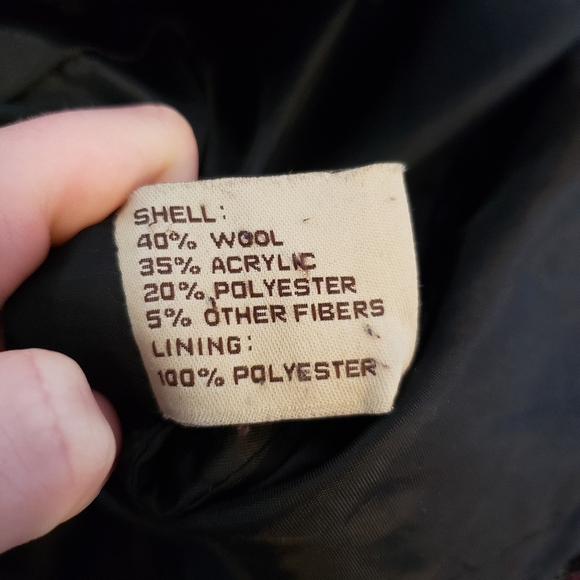 SHELL:
40% WOOL
35% ACRYLIC
20% POLYESTER
5% OTHER FIBERS
LINING:
100% POLYESTER